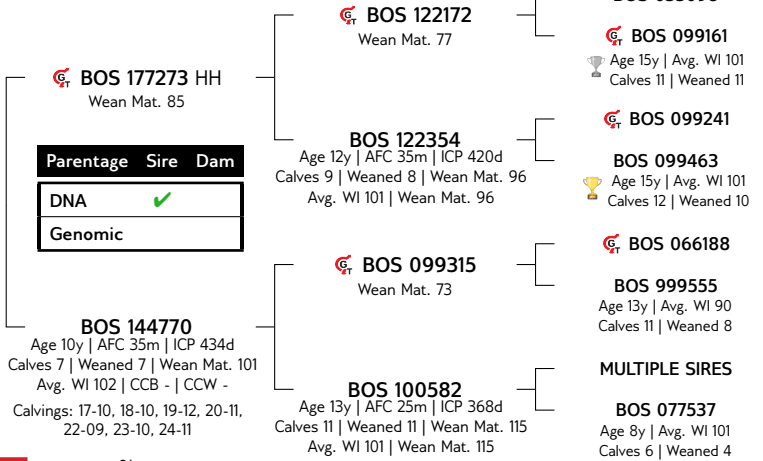 BOS 122172
Wean Mat. 77
BOS 099161
Age 15y | Avg. WI 101
Calves 11 | Weaned 11
BOS 177273 HH
Wean Mat. 85
BOS 099241
BOS 122354
Age 12y | AFC 35m | ICP 420d
Calves 9 | Weaned 8 | Wean Mat. 96
Avg. WI 101 | Wean Mat. 96
BOS 099463
Age 15y | Avg. WI 101
Calves 12 | Weaned 10
Parentage Sire Dam
DNA ✔
Genomic
BOS 066188
BOS 099315
Wean Mat. 73
BOS 999555
Age 13y | Avg. WI 90
Calves 11 | Weaned 8
BOS 144770
Age 10y | AFC 35m | ICP 434d
Calves 7 | Weaned 7 | Wean Mat. 101
Avg. WI 102 | CCB - | CCW -
Calvings: 17-10, 18-10, 19-12, 20-11,
22-09, 23-10, 24-11
MULTIPLE SIRES
BOS 100582
Age 13y | AFC 25m | ICP 368d
Calves 11 | Weaned 11 | Wean Mat. 115
Avg. WI 101 | Wean Mat. 115
BOS 077537
Age 8y | Avg. WI 101
Calves 6 | Weaned 4